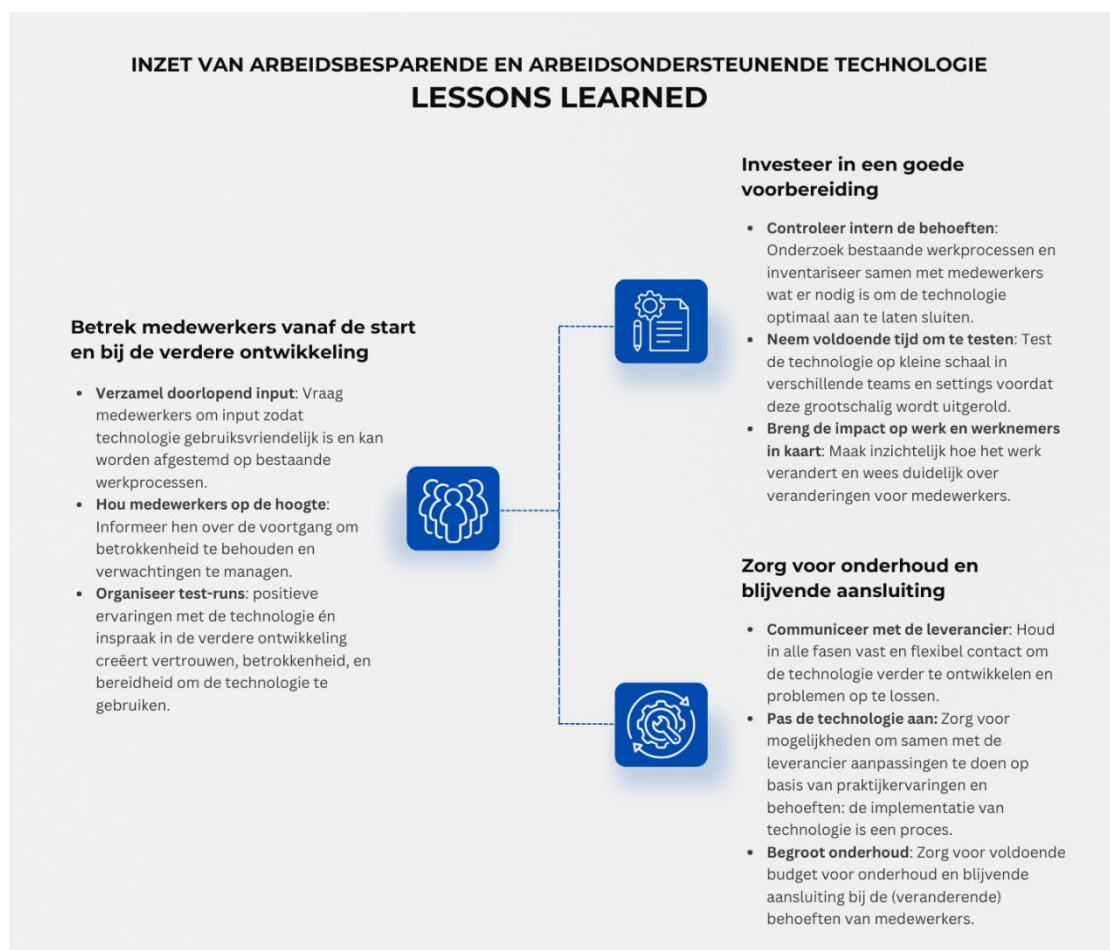 INZET VAN ARBEIDSBESPARENDE EN ARBEIDSONDERSTEUNENDE TECHNOLOGIE
LESSONS LEARNED
Betrek medewerkers vanaf de start
en bij de verdere ontwikkeling
• Verzamel doorlopend input: Vraag
medewerkers om input zodat
technologie gebruiksvriendelijk is en kan
worden afgestemd op bestaande
werkprocessen.
• Hou medewerkers op de hoogte:
Informeer hen over de voortgang om
betrokkenheid te behouden en
verwachtingen te managen.
• Organiseer test-runs: positieve
ervaringen met de technologie én
inspraak in de verdere ontwikkeling
creëert vertrouwen, betrokkenheid, en
bereidheid om de technologie te
gebruiken.
Investeer in een goede
voorbereiding
• Controleer intern de behoeften:
Onderzoek bestaande werkprocessen en
inventariseer samen met medewerkers
wat er nodig is om de technologie
optimaal aan te laten sluiten.
• Neem voldoende tijd om te testen: Test
de technologie op kleine schaal in
verschillende teams en settings voordat
deze grootschalig wordt uitgerold.
• Breng de impact op werk en werknemers
in kaart: Maak inzichtelijk hoe het werk
verandert en wees duidelijk over
veranderingen voor medewerkers.
Zorg voor onderhoud en
blijvende aansluiting
• Communiceer met de leverancier: Houd
in alle fasen vast en flexibel contact om
de technologie verder te ontwikkelen en
problemen op te lossen.
• Pas de technologie aan: Zorg voor
mogelijkheden om samen met de
leverancier aanpassingen te doen op
basis van praktijkervaringen en
behoeften: de implementatie van
technologie is een proces.
• Begroot onderhoud: Zorg voor voldoende
budget voor onderhoud en blijvende
aansluiting bij de (veranderende)
behoeften van medewerkers.